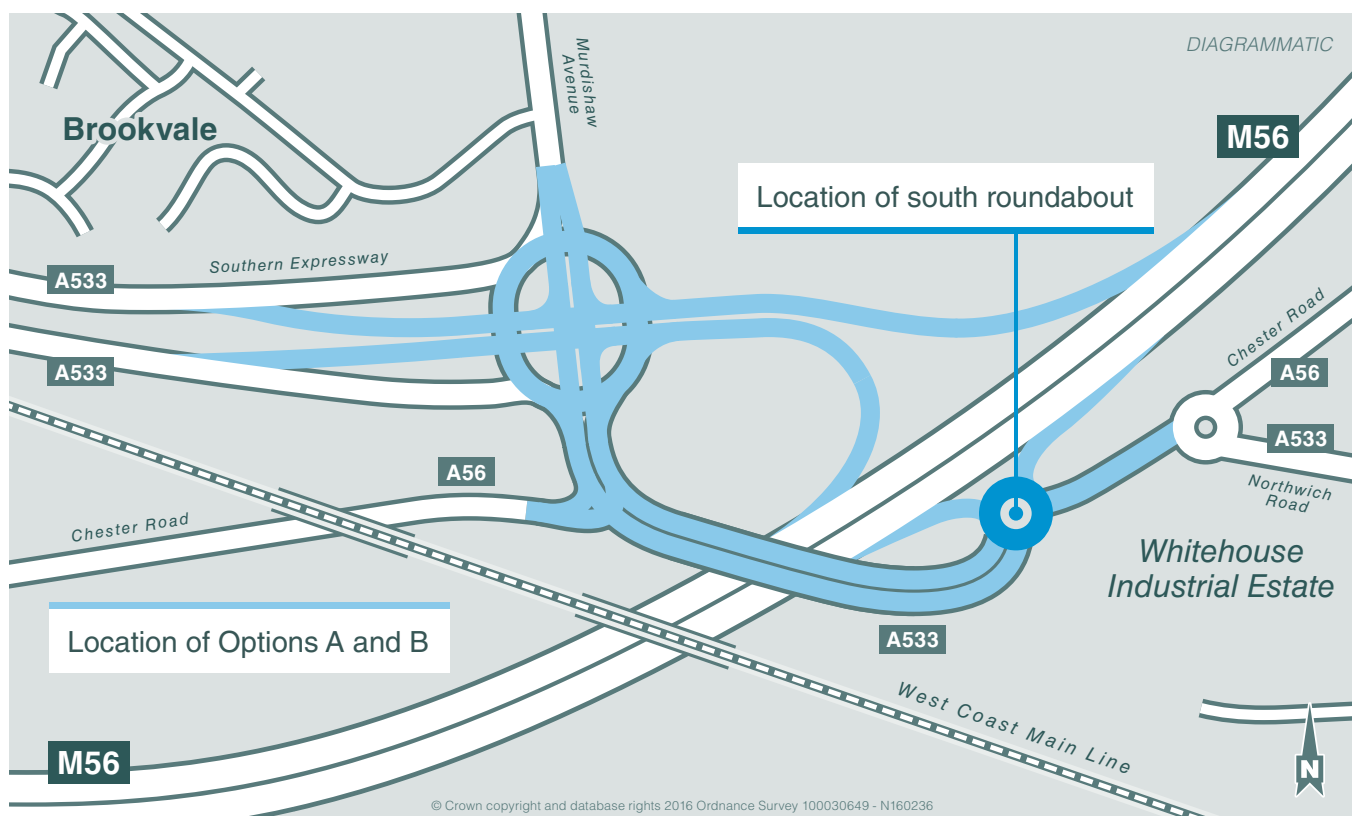 DIAGRAMMATIC
Murdishaw
Avenue
Brookvale
M56
Location of south roundabout
Southern Expressway
A533
A533
Chester Road
A56
A533
Northwich
Road
A56
Chester Road
Whitehouse
Industrial Estate
Location of Options A and B
A533
West Coast Main Line
M56
N
© Crown copyright and database rights 2016 Ordnance Survey 100030649 - N160236